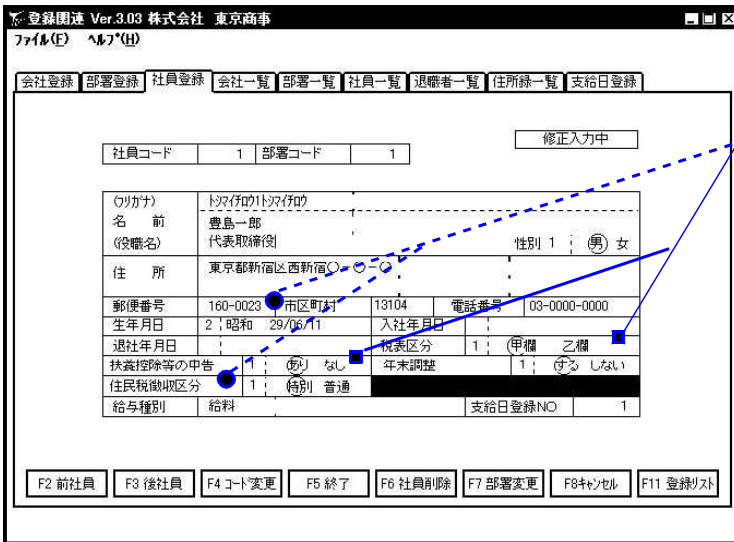 登録関連 Ver.3.03 株式会社 東京商事
ファイル(F) ヘルプ(H)
会社登録 部署登録 社員登録 会社一覧 部署一覧 社員一覧 退職者一覧 住所録一覧 支給日登録
修正入力中
社員コード 1 部署コード 1
(フリガナ) トシマイチロウ1トシマイチロウ
名 前 豊島一郎
(役職名) 代表取締役 性別 1 男 女
住 所 東京都新宿区西新宿○-○-○
郵便番号 160-0023 市区町村 13104 電話番号 03-0000-0000
生年月日 2 昭和 29/06/11 入社年月日
退社年月日 税表区分 1 甲欄 乙欄
扶養控除等の申告 1 あり なし 年末調整 1 する しない
住民税徴収区分 1 特別 普通
給与種別 給料 支給日登録NO 1
F2 前社員 F3 後社員 F4 コード変更 F5 終了 F6 社員削除 F7 部署変更 F8キャンセル F11 登録リスト